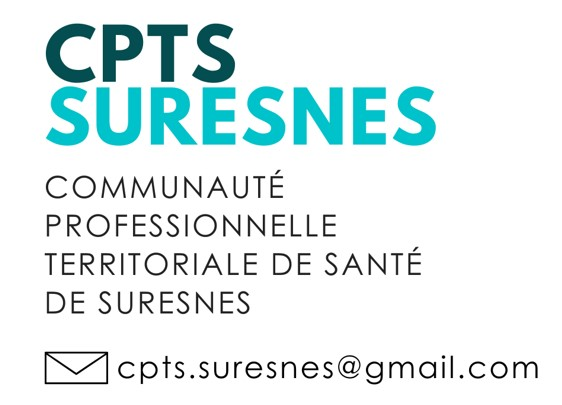 CPTS
SURESNES
COMMUNAUTÉ
PROFESSIONNELLE
TERRITORIALE DE SANTÉ
DE SURESNES
cpts.suresnes@gmail.com